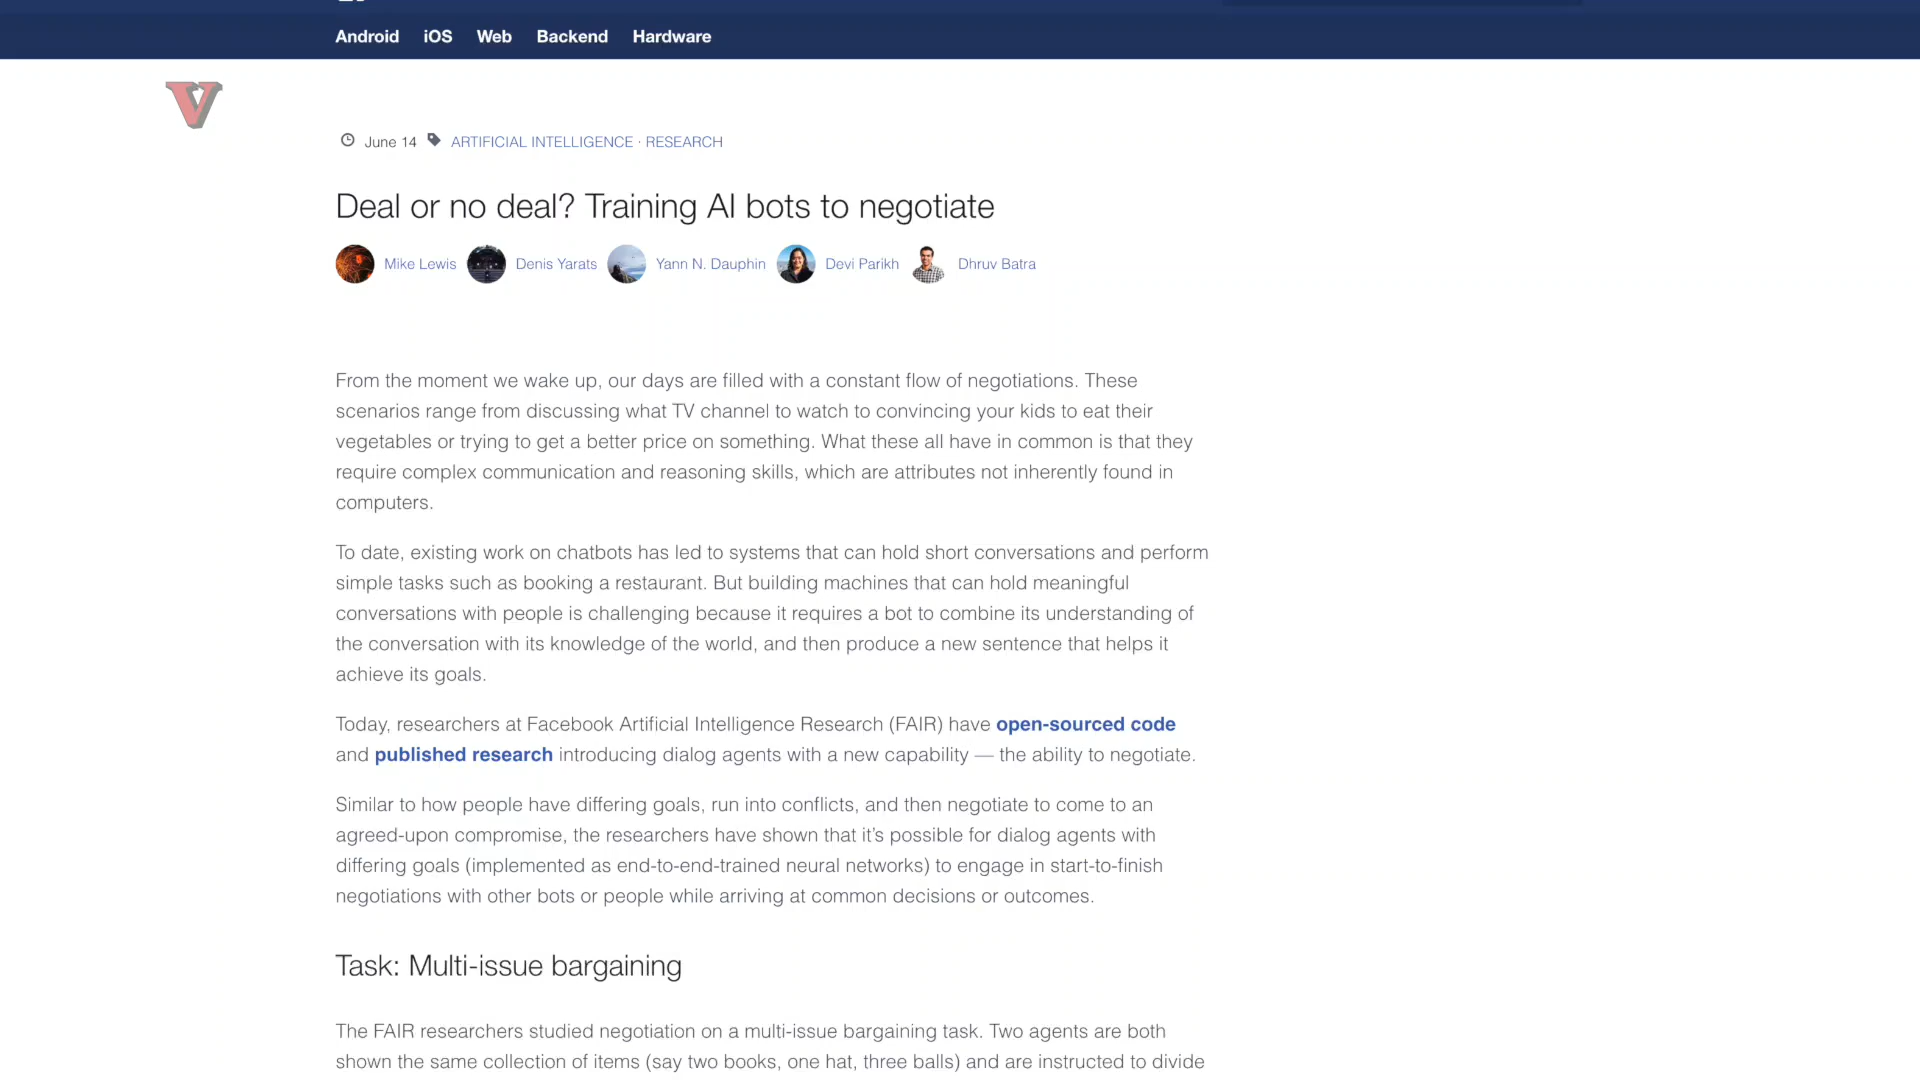 Android iOS Web Backend Hardware
V
June 14 ARTIFICIAL INTELLIGENCE · RESEARCH
Deal or no deal? Training AI bots to negotiate
Mike Lewis Denis Yarats Yann N. Dauphin Devi Parikh Dhruv Batra
From the moment we wake up, our days are filled with a constant flow of negotiations. These
scenarios range from discussing what TV channel to watch to convincing your kids to eat their
vegetables or trying to get a better price on something. What these all have in common is that they
require complex communication and reasoning skills, which are attributes not inherently found in
computers.
To date, existing work on chatbots has led to systems that can hold short conversations and perform
simple tasks such as booking a restaurant. But building machines that can hold meaningful
conversations with people is challenging because it requires a bot to combine its understanding of
the conversation with its knowledge of the world, and then produce a new sentence that helps it
achieve its goals.
Today, researchers at Facebook Artificial Intelligence Research (FAIR) have open-sourced code
and published research introducing dialog agents with a new capability — the ability to negotiate.
Similar to how people have differing goals, run into conflicts, and then negotiate to come to an
agreed-upon compromise, the researchers have shown that it’s possible for dialog agents with
differing goals (implemented as end-to-end-trained neural networks) to engage in start-to-finish
negotiations with other bots or people while arriving at common decisions or outcomes.
Task: Multi-issue bargaining
The FAIR researchers studied negotiation on a multi-issue bargaining task. Two agents are both
shown the same collection of items (say two books, one hat, three balls) and are instructed to divide